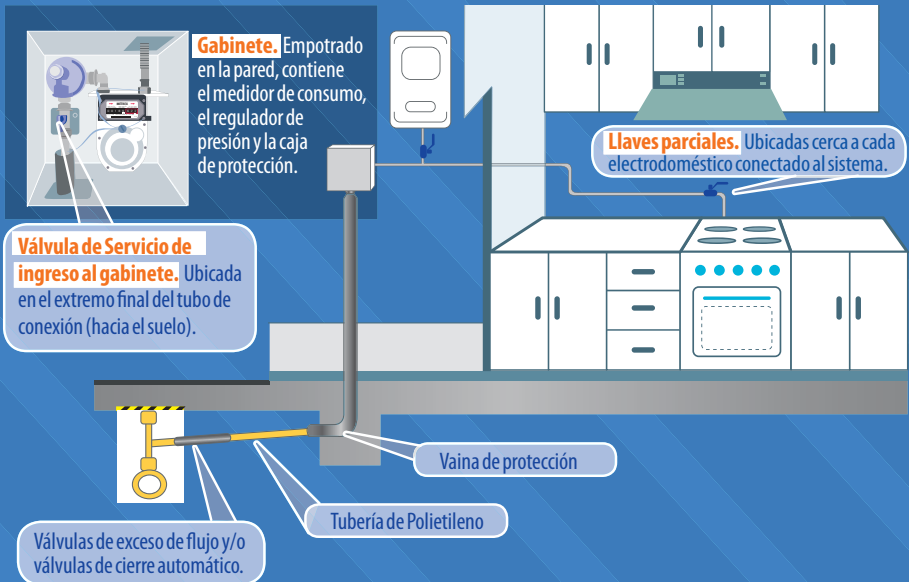 Gabinete. Empotrado
en la pared, contiene
el medidor de consumo,
el regulador de
presión y la caja
de protección.
Llaves parciales. Ubicadas cerca a cada
electrodoméstico conectado al sistema.
Válvula de Servicio de
ingreso al gabinete. Ubicada
en el extremo final del tubo de
conexión (hacia el suelo).
Vaina de protección
Tubería de Polietileno
Válvulas de exceso de flujo y/o
válvulas de cierre automático.